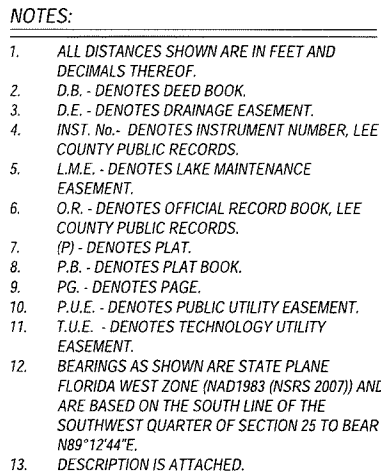 NOTES:
1. ALL DISTANCES SHOWN ARE IN FEET AND
DECIMALS THEREOF.
2. D.B. - DENOTES DEED BOOK.
3. D.E. - DENOTES DRAINAGE EASEMENT.
4. INST. No.- DENOTES INSTRUMENT NUMBER, LEE
COUNTY PUBLIC RECORDS.
5. L.M.E. - DENOTES LAKE MAINTENANCE
EASEMENT.
6. O.R. - DENOTES OFFICIAL RECORD BOOK, LEE
COUNTY PUBLIC RECORDS.
7. (P) - DENOTES PLAT.
8. P.B. - DENOTES PLAT BOOK.
9. PG. - DENOTES PAGE.
10. P.U.E. - DENOTES PUBLIC UTILITY EASEMENT.
11. T.U.E. - DENOTES TECHNOLOGY UTILITY
EASEMENT.
12. BEARINGS AS SHOWN ARE STATE PLANE
FLORIDA WEST ZONE (NAD1983 (NSRS 2007)) AND
ARE BASED ON THE SOUTH LINE OF THE
SOUTHWEST QUARTER OF SECTION 25 TO BEAR
N89°12'44"E.
13. DESCRIPTION IS ATTACHED.